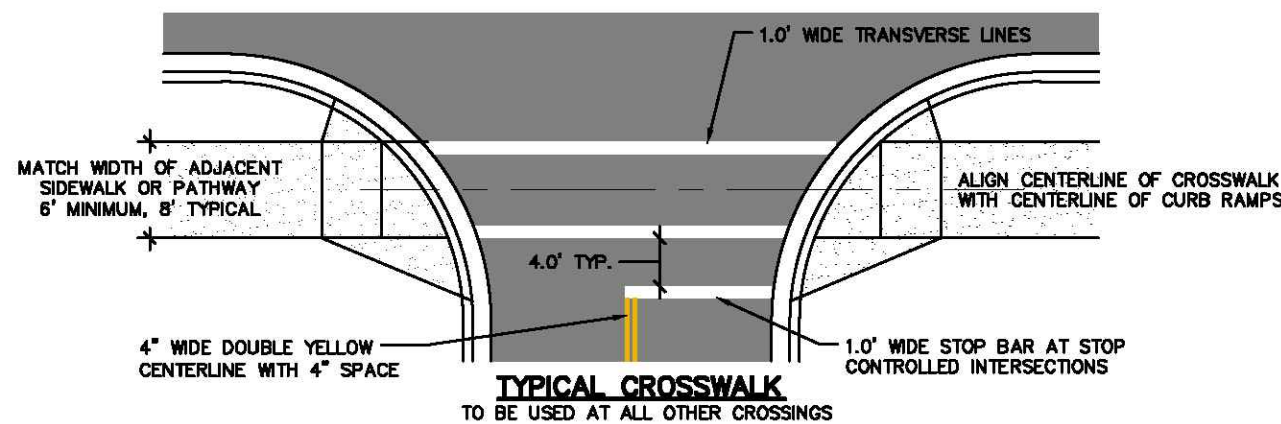 1.0' WIDE TRANSVERSE LINES
MATCH WIDTH OF ADJACENT
SIDEWALK OR PATHWAY
6' MINIMUM, 8' TYPICAL
ALIGN CENTERLINE OF CROSSWALK
WITH CENTERLINE OF CURB RAMPS
4.0' TYP.
4" WIDE DOUBLE YELLOW
CENTERLINE WITH 4" SPACE
1.0' WIDE STOP BAR AT STOP
CONTROLLED INTERSECTIONS
TYPICAL CROSSWALK
TO BE USED AT ALL OTHER CROSSINGS